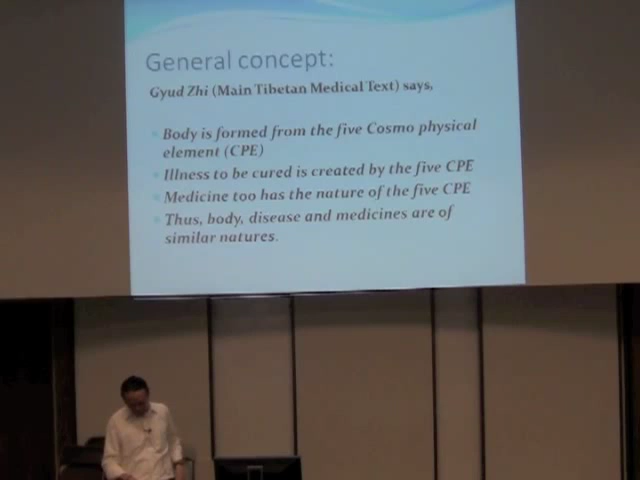 General concept:
Gyud Zhi (Main Tibetan Medical Text) says,
Body is formed from the five Cosmo physical
element (CPE)
Illness to be cured is created by the five CPE
Medicine too has the nature of the five CPE
Thus, body, disease and medicines are of
similar natures.